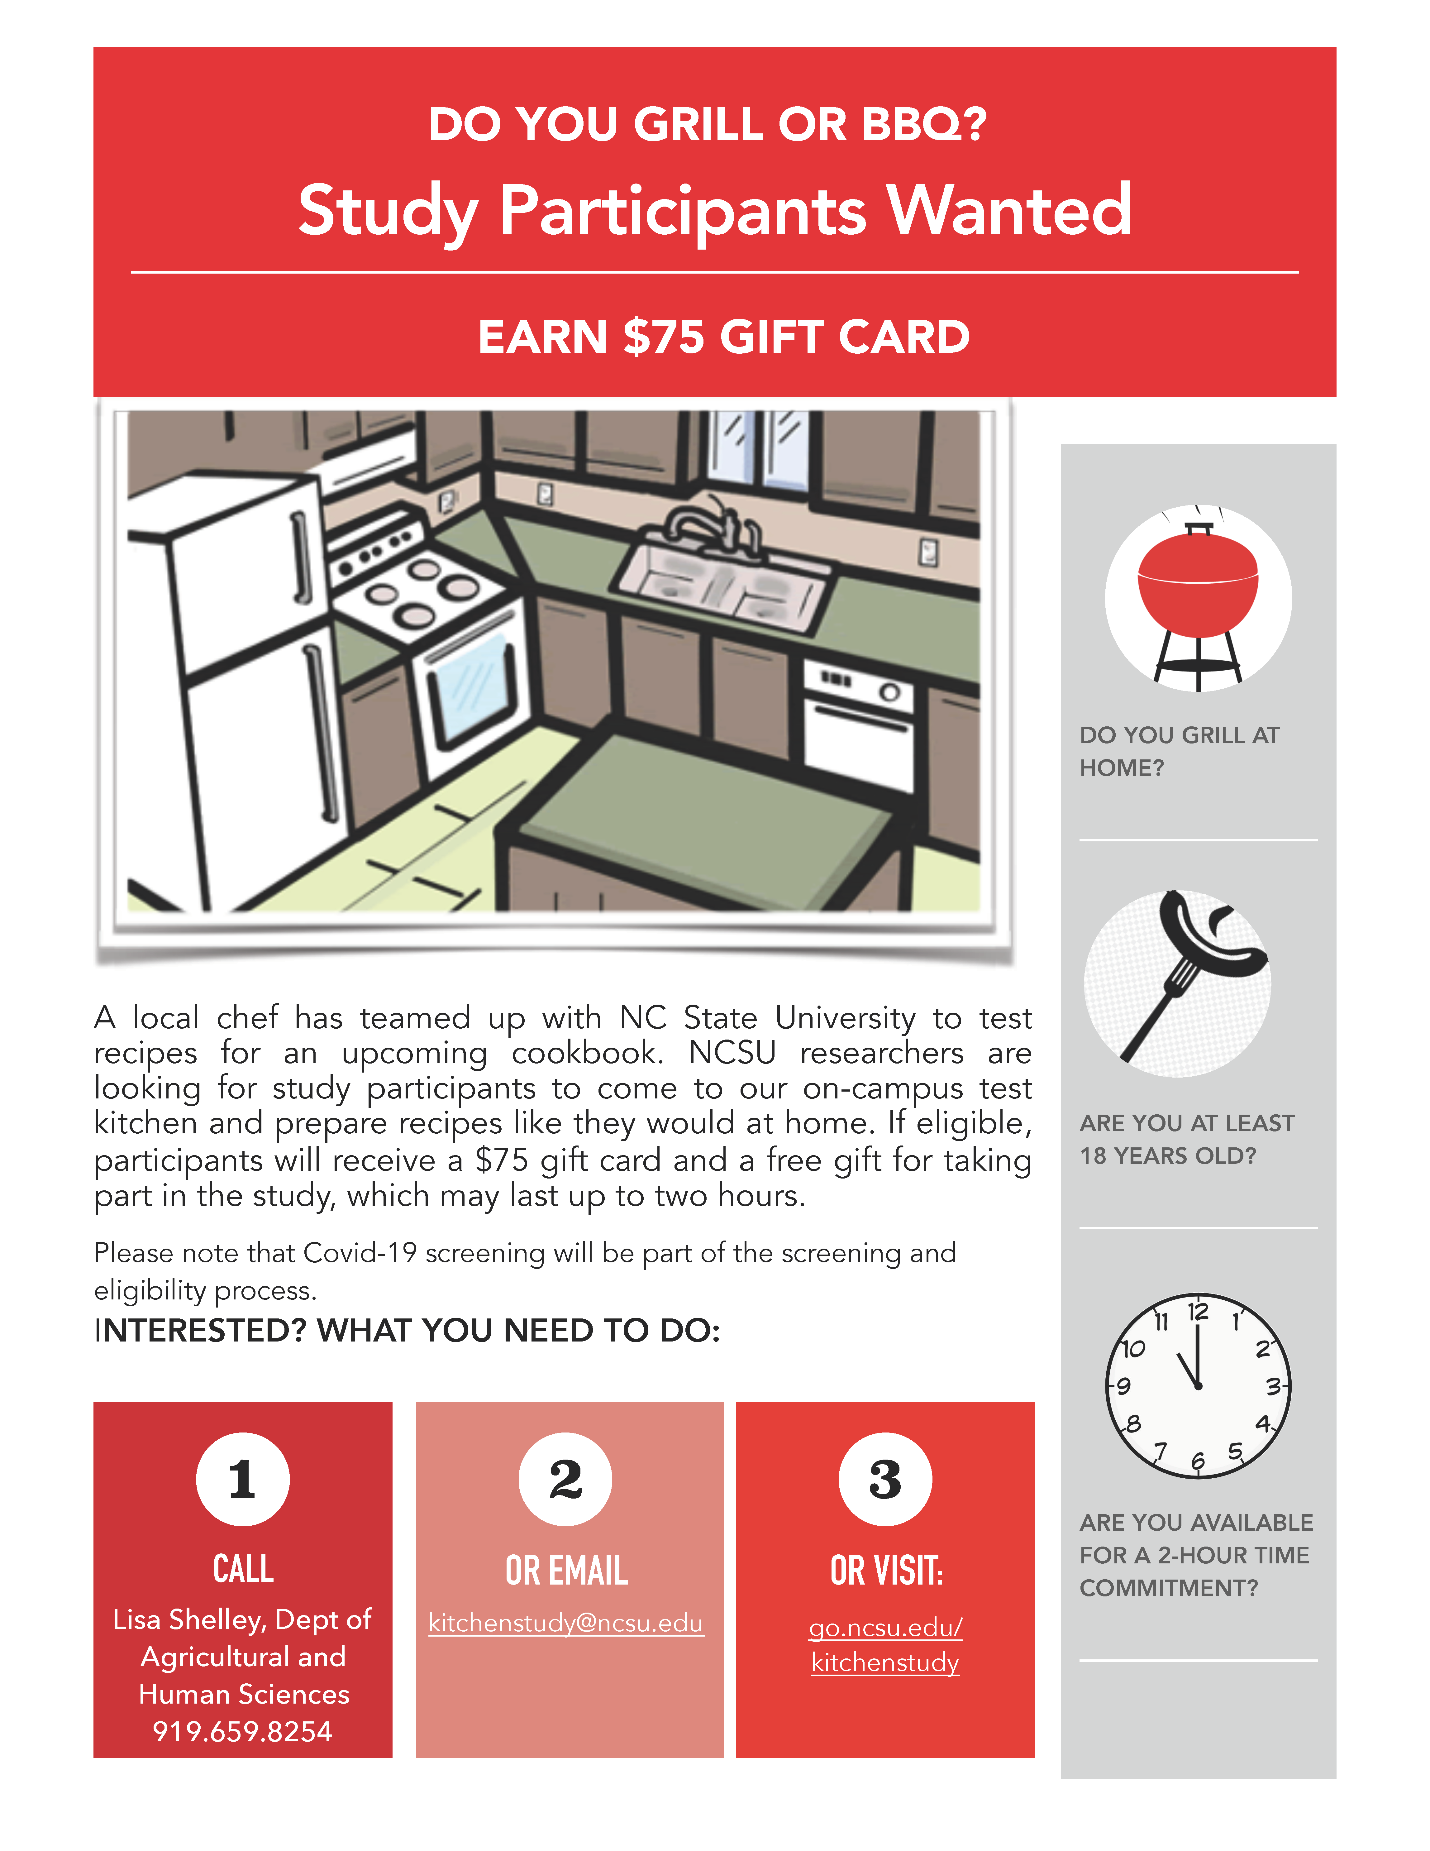 DO YOU GRILL OR BBQ?
Study Participants Wanted
EARN $75 GIFT CARD
A local chef has teamed up with NC State University to test
recipes for an upcoming cookbook. NCSU researchers are
looking for study participants to come to our on-campus test
kitchen and prepare recipes like they would at home. If eligible,
participants will receive a $75 gift card and a free gift for taking
part in the study, which may last up to two hours.
Please note that Covid-19 screening will be part of the screening and
eligibility process.
INTERESTED? WHAT YOU NEED TO DO:
1
CALL
Lisa Shelley, Dept of
Agricultural and
Human Sciences
919.659.8254
2
OR EMAIL
kitchenstudy@ncsu.edu
3
OR VISIT:
go.ncsu.edu/
kitchenstudy
DO YOU GRILL AT
HOME?
ARE YOU AT LEAST
18 YEARS OLD?
12
1
2
3
4
5
6
7
8
9
10
11
ARE YOU AVAILABLE
FOR A 2-HOUR TIME
COMMITMENT?